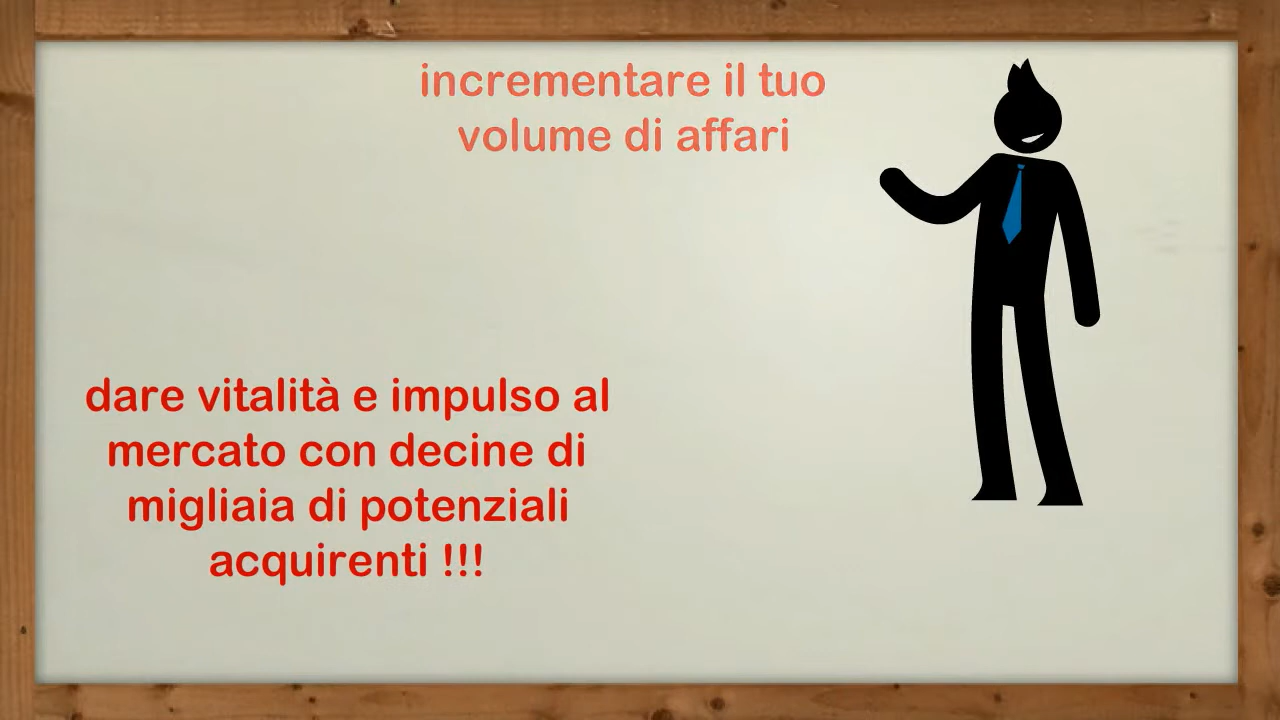 incrementare il tuo
volume di affari
dare vitalità e impulso al
mercato con decine di
migliaia di potenziali
acquirenti !!!